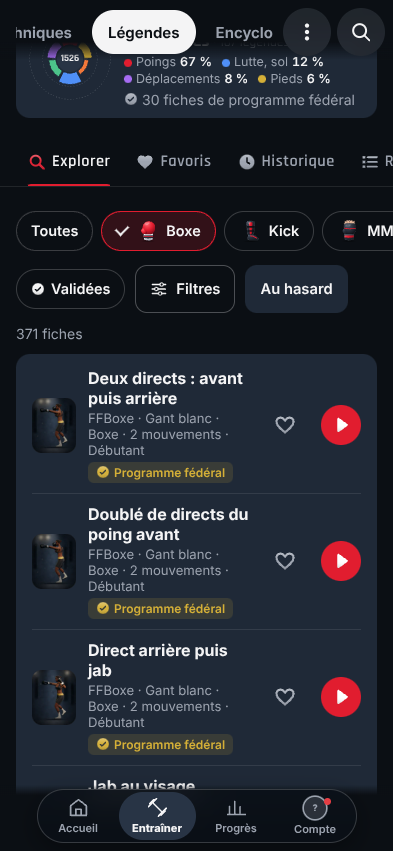 hniques
Légendes
Encyclo
1526
Poings 67 %
Lutte, sol 12 %
Déplacements 8 %
Pieds 6 %
30 fiches de programme fédéral
Explorer
Favoris
Historique
R
Toutes
Boxe
Kick
MM
Validées
Filtres
Au hasard
371 fiches
Deux directs : avant
puis arrière
FFBoxe · Gant blanc ·
Boxe · 2 mouvements ·
Débutant
Programme fédéral
Doublé de directs du
poing avant
FFBoxe · Gant blanc ·
Boxe · 2 mouvements ·
Débutant
Programme fédéral
Direct arrière puis
jab
FFBoxe · Gant blanc ·
Boxe · 2 mouvements ·
Débutant
Programme fédéral
Jab au visage
Accueil
Entraîner
Progrès
?
Compte